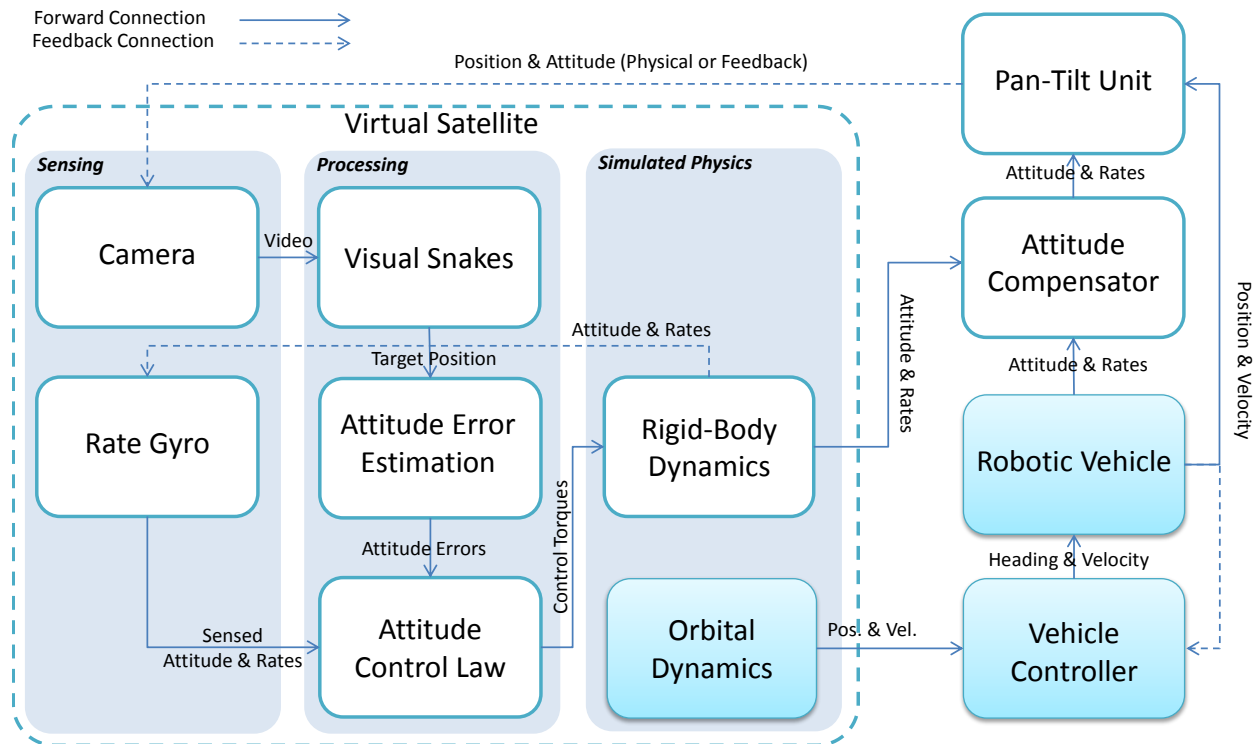 Forward Connection
Feedback Connection
Position & Attitude (Physical or Feedback)
Pan-Tilt Unit
Virtual Satellite
Sensing
Processing
Simulated Physics
Attitude & Rates
Camera
Video
Visual Snakes
Attitude
Compensator
Position & Velocity
Attitude & Rates
Attitude & Rates
Target Position
Attitude & Rates
Rate Gyro
Attitude Error
Estimation
Rigid-Body
Dynamics
Robotic Vehicle
Control Torques
Attitude Errors
Heading & Velocity
Sensed
Attitude & Rates
Attitude
Control Law
Orbital
Dynamics
Pos. & Vel.
Vehicle
Controller